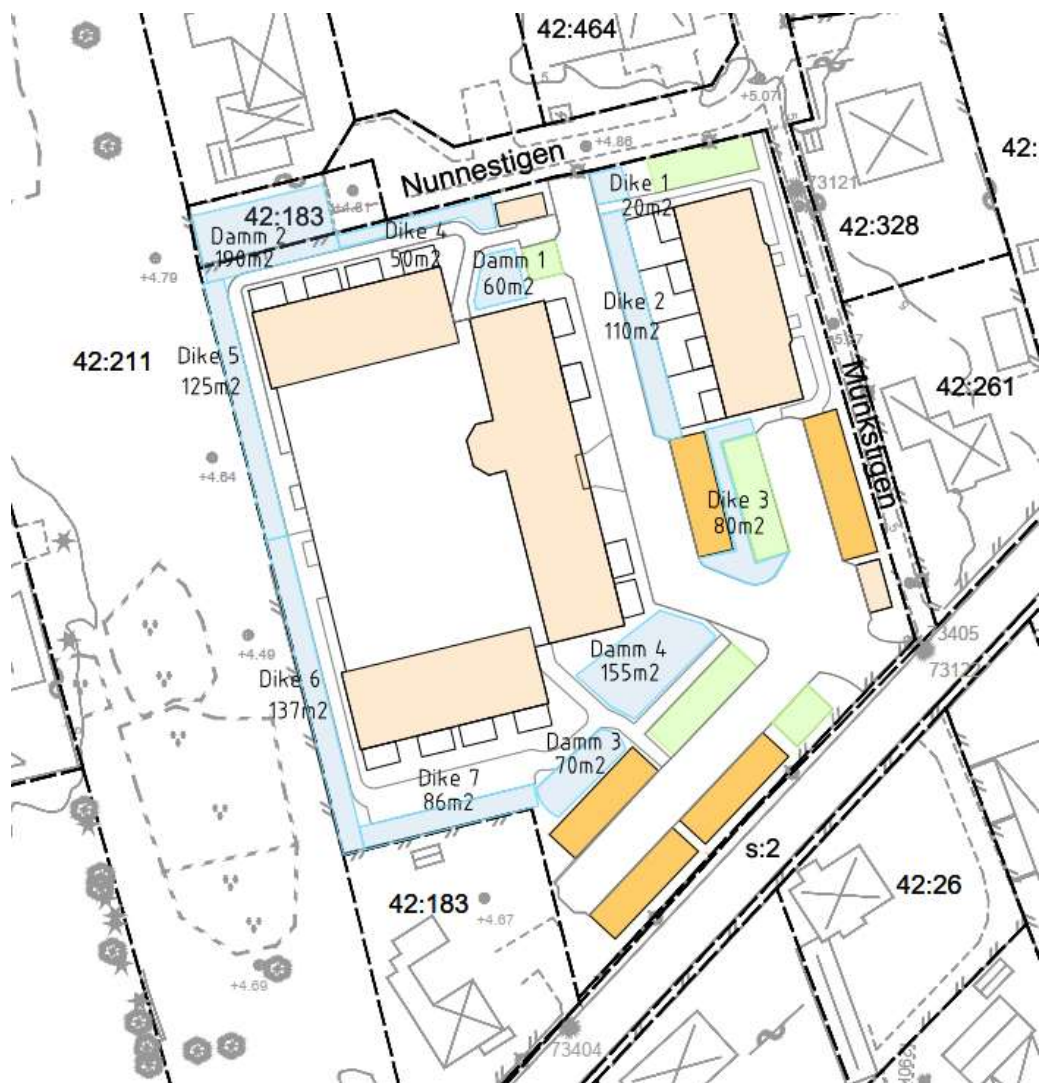 42:464
+5.07
+4.86
Nunnestigen
42:
73121
Dike 1
20m2
+4.81
42:183
42:328
Damm 2
190m2
Dike 4
50m2
+4.79
Damm 1
60m2
Dike 2
110m2
42:211
Dike 5
125m2
42:261
Munkstigen
+4.64
Dike 3
80m2
73405
73122
+4.49
Damm 4
155m2
Dike 6
137m2
Damm 3
70m2
Dike 7
86m2
s:2
42:183
+4.67
42:26
+4.69
73404